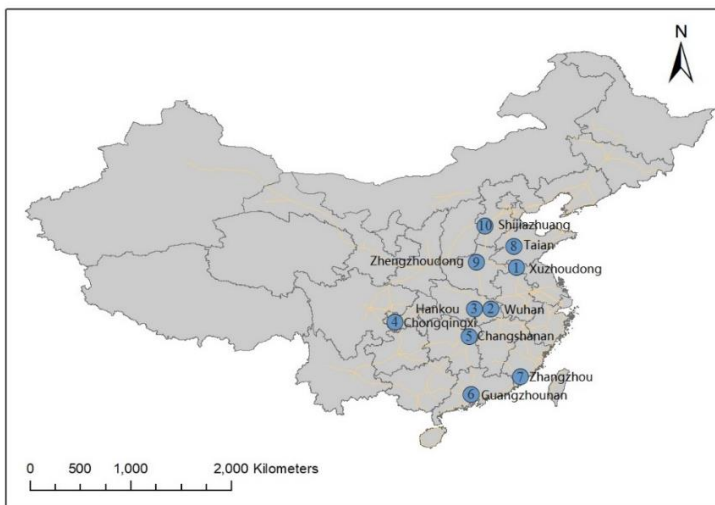 N
10 Shijiazhuang
8 Taian
Zhengzhoudong 9
1 Xuzhoudong
Hankou 3 2 Wuhan
4 Chongqingxi
5 Changshanan
7 Zhangzhou
6 Guangzhounan
0 500 1,000 2,000 Kilometers